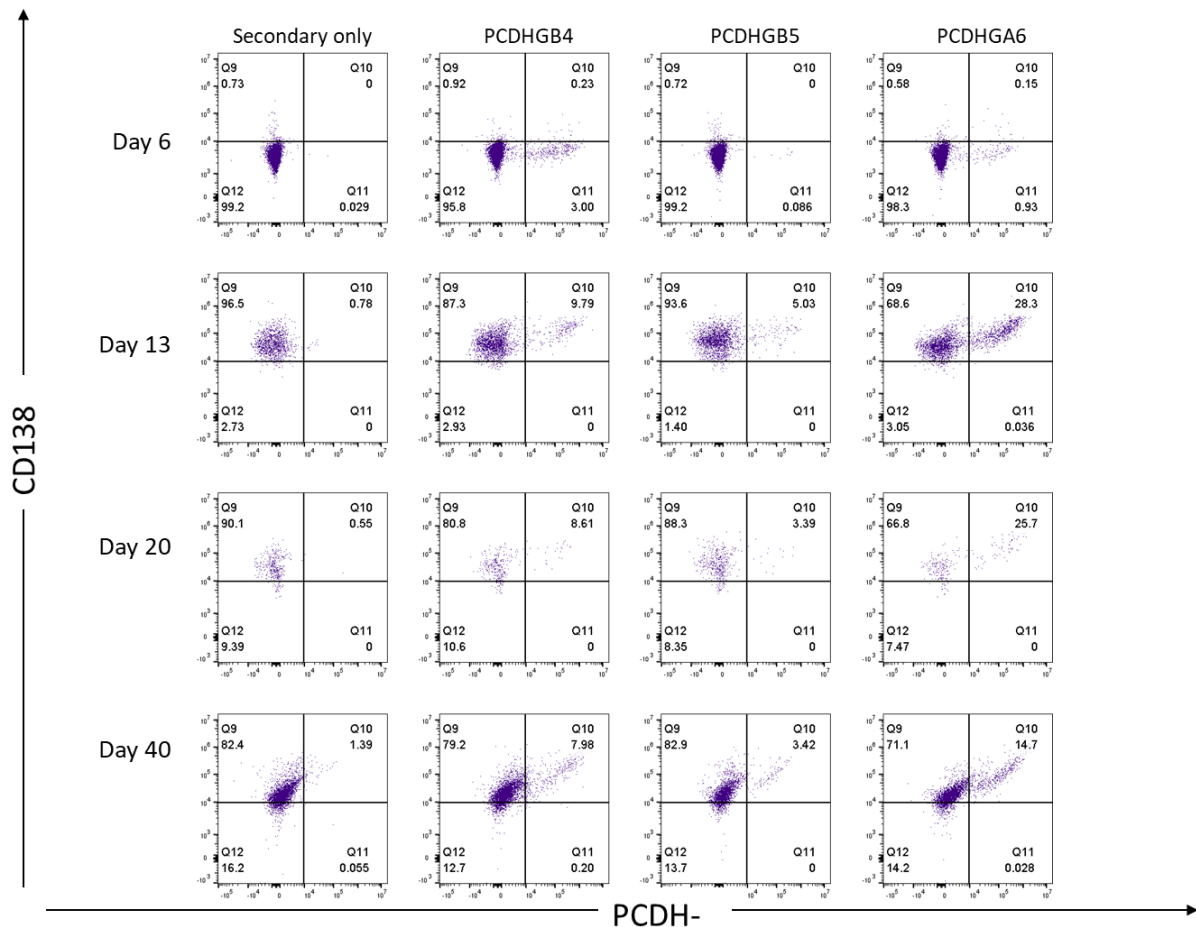 Secondary only PCDHGB4 PCDHGB5 PCDHGA6
CD138
Day 6
Q9 Q10 Q9 Q10 Q9 Q10 Q9 Q10
0.73 0 0.92 0.23 0.72 0 0.58 0.15
Q12 Q11 Q12 Q11 Q12 Q11 Q12 Q11
99.2 0.029 95.8 3.00 99.2 0.086 98.3 0.93
Day 13
Q9 Q10 Q9 Q10 Q9 Q10 Q9 Q10
96.5 0.78 87.3 9.79 93.6 5.03 68.6 28.3
Q12 Q11 Q12 Q11 Q12 Q11 Q12 Q11
2.73 0 2.93 0 1.40 0 3.05 0.036
Day 20
Q9 Q10 Q9 Q10 Q9 Q10 Q9 Q10
90.1 0.55 80.8 8.61 88.3 3.39 66.8 25.7
Q12 Q11 Q12 Q11 Q12 Q11 Q12 Q11
9.39 0 10.6 0 8.35 0 7.47 0
Day 40
Q9 Q10 Q9 Q10 Q9 Q10 Q9 Q10
82.4 1.39 79.2 7.98 82.9 3.42 71.1 14.7
Q12 Q11 Q12 Q11 Q12 Q11 Q12 Q11
16.2 0.055 12.7 0.20 13.7 0 14.2 0.028
PCDH-